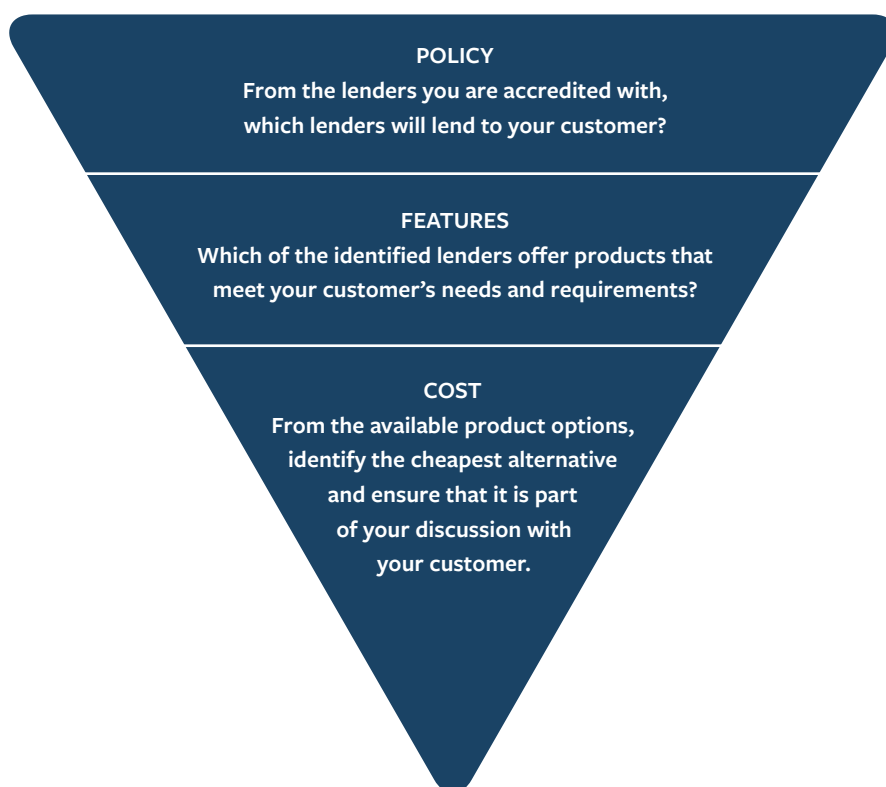 POLICY
From the lenders you are accredited with,
which lenders will lend to your customer?
FEATURES
Which of the identified lenders offer products that
meet your customer’s needs and requirements?
COST
From the available product options,
identify the cheapest alternative
and ensure that it is part
of your discussion with
your customer.